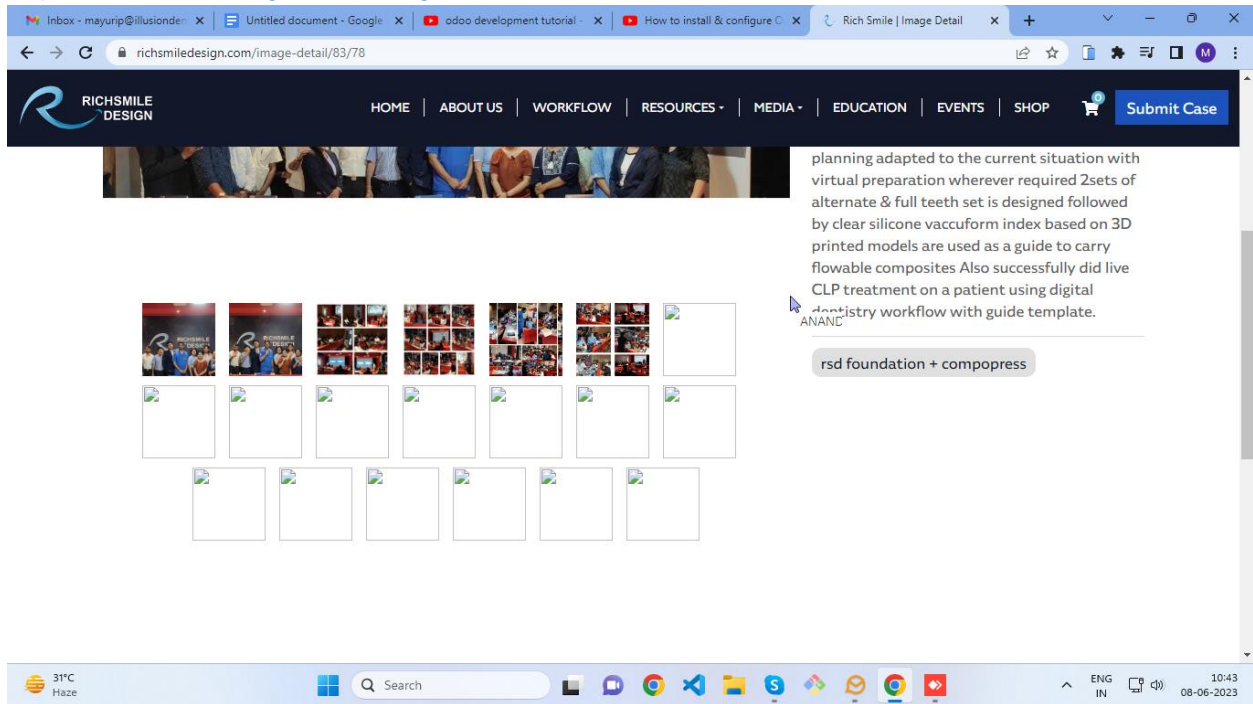 Inbox - mayurip@illusionden
Untitled document - Google
odoo development tutorial -
How to install & configure O
Rich Smile | Image Detail
richsmiledesign.com/image-detail/83/78
M
RICHSMILE
DESIGN
HOME
ABOUT US
WORKFLOW
RESOURCES
MEDIA
EDUCATION
EVENTS
SHOP
0
Submit Case
planning adapted to the current situation with
virtual preparation wherever required 2sets of
alternate & full teeth set is designed followed
by clear silicone vaccuform index based on 3D
printed models are used as a guide to carry
flowable composites Also successfully did live
CLP treatment on a patient using digital
dentistry workflow with guide template.
ANAND
rsd foundation + compopress
RICHSMILE
DESIGN
RICHSMILE
DESIGN
31°C
Haze
Search
ENG
IN
10:43
08-06-2023